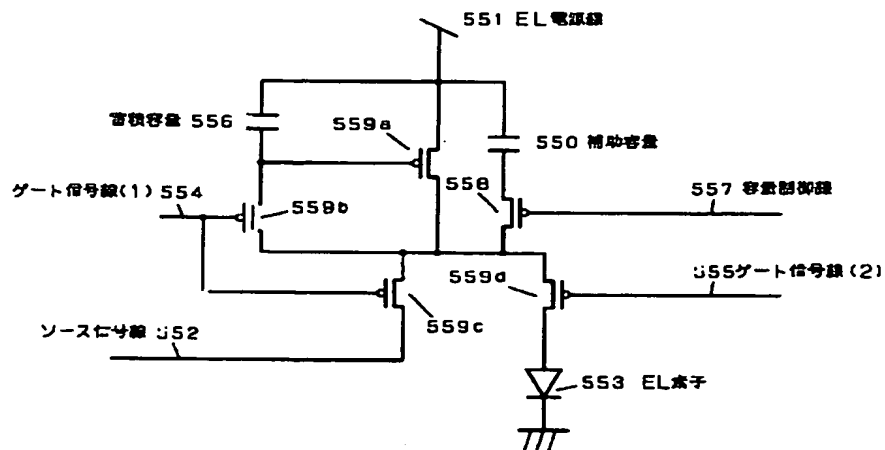 551 EL電源線
蓄積容量 556
559a
550 補助容量
558
ゲート信号線(1) 554
559b
557 容量制御線
559d
555ゲート信号線(2)
559c
ソース信号線 552
553 EL素子